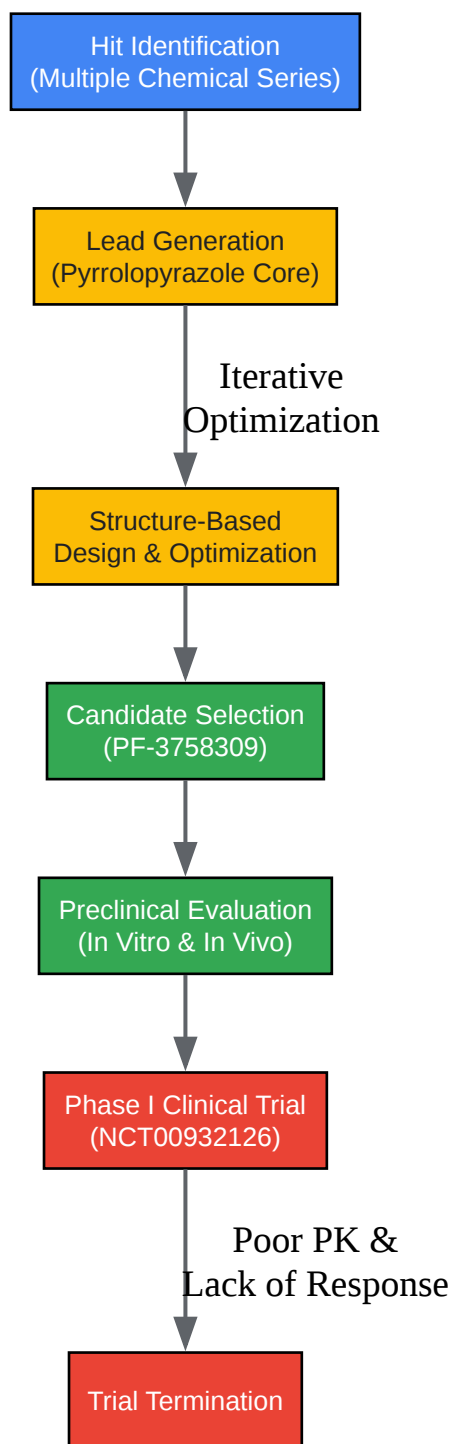 Hit Identification
(Multiple Chemical Series)
Lead Generation
(Pyrrolopyrazole Core)
Iterative
Optimization
Structure-Based
Design & Optimization
Candidate Selection
(PF-3758309)
Preclinical Evaluation
(In Vitro & In Vivo)
Phase I Clinical Trial
(NCT00932126)
Poor PK &
Lack of Response
Trial Termination